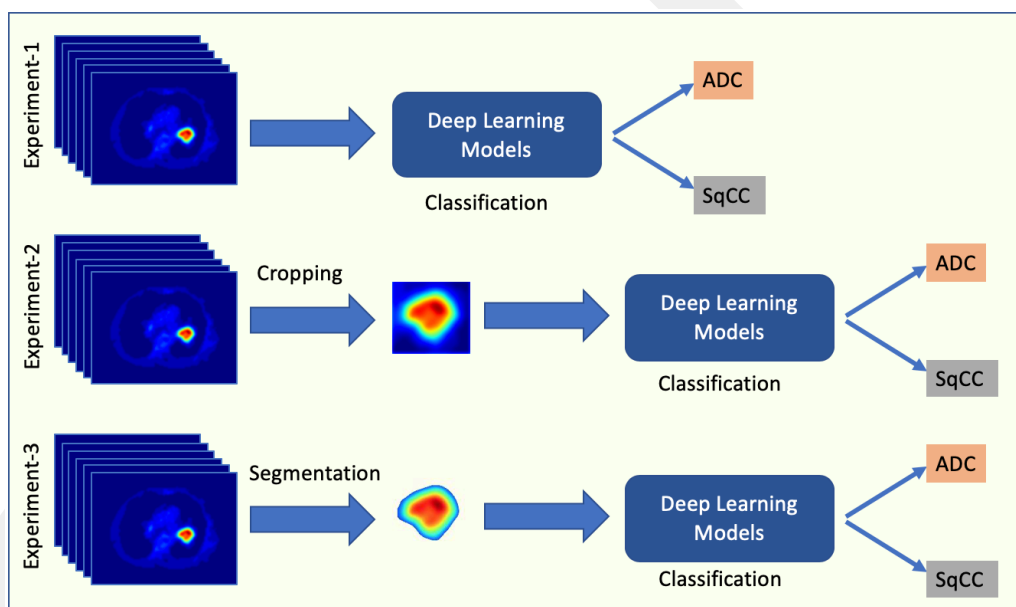 Experiment-1
Deep Learning
Models
Classification
ADC
SqCC
Experiment-2
Cropping
Deep Learning
Models
Classification
ADC
SqCC
Experiment-3
Segmentation
Deep Learning
Models
Classification
ADC
SqCC